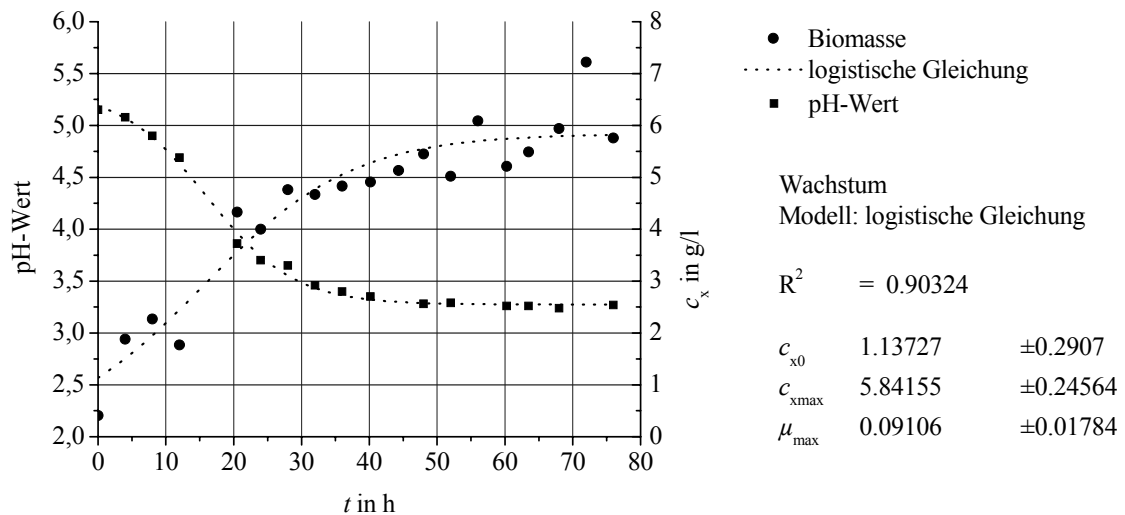 6,0
5,5
5,0
4,5
4,0
3,5
3,0
2,5
2,0
pH-Wert
0 10 20 30 40 50 60 70 80
t in h
8
7
6
5
4
3
2
1
0
c_x in g/l
Biomasse
logistische Gleichung
pH-Wert
Wachstum
Modell: logistische Gleichung
R² = 0.90324
c_x0 1.13727 ±0.2907
c_xmax 5.84155 ±0.24564
μ_max 0.09106 ±0.01784